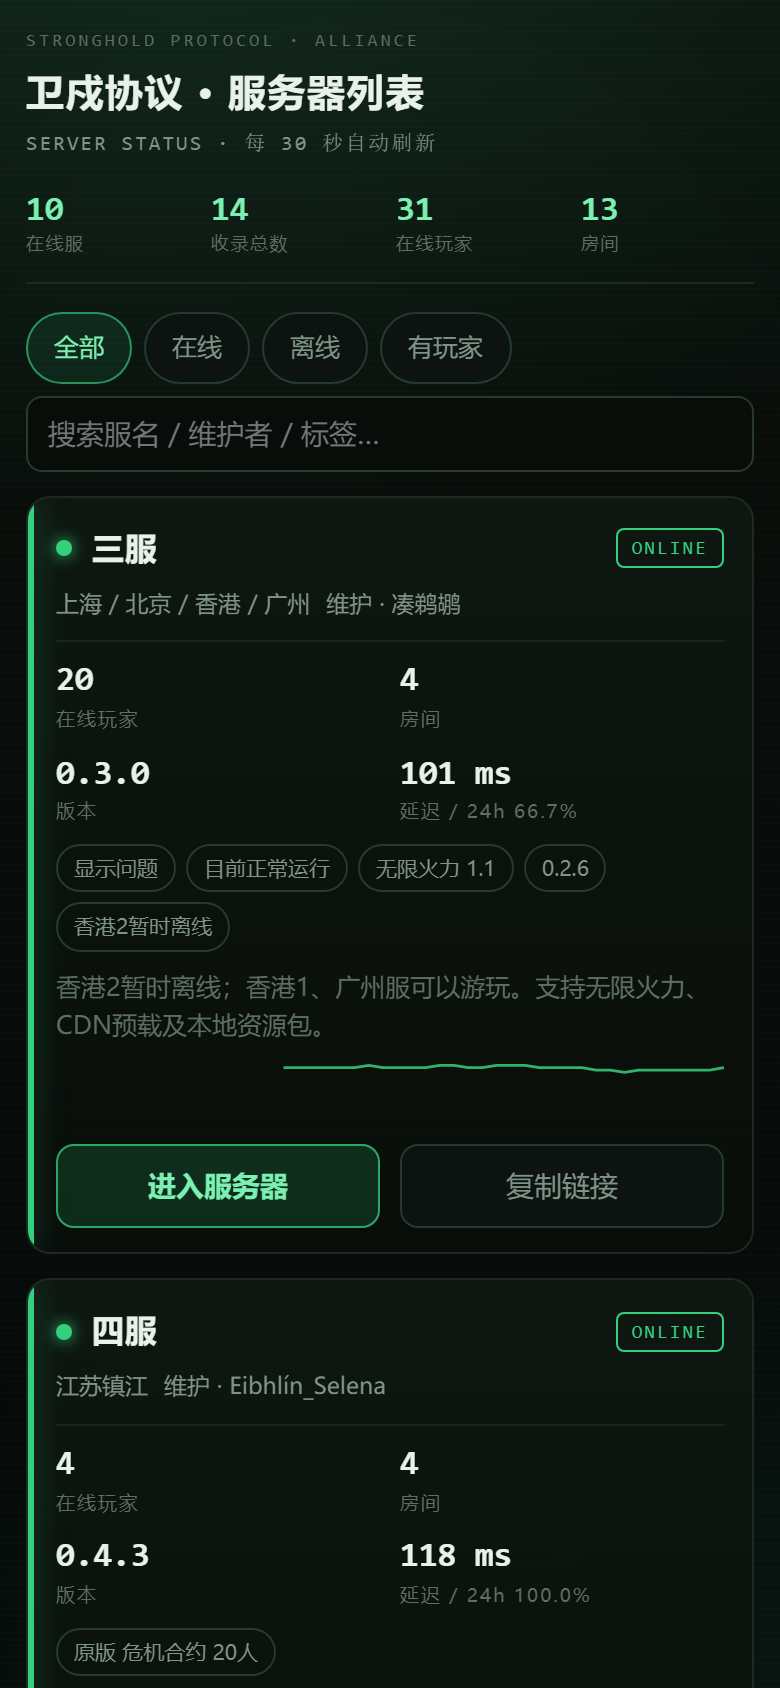 STRONGHOLD PROTOCOL · ALLIANCE
卫戍协议 · 服务器列表
SERVER STATUS · 每 30 秒自动刷新
10 14 31 13
在线服 收录总数 在线玩家 房间
全部 在线 离线 有玩家
搜索服名 / 维护者 / 标签...
三服 ONLINE
上海 / 北京 / 香港 / 广州 维护 · 凑鹈鹕
20 4
在线玩家 房间
0.3.0 101 ms
版本 延迟 / 24h 66.7%
显示问题 目前正常运行 无限火力 1.1 0.2.6
香港2暂时离线
香港2暂时离线；香港1、广州服可以游玩。支持无限火力、
CDN预载及本地资源包。
进入服务器 复制链接
四服 ONLINE
江苏镇江 维护 · Eibhlín_Selena
4 4
在线玩家 房间
0.4.3 118 ms
版本 延迟 / 24h 100.0%
原版 危机合约 20人